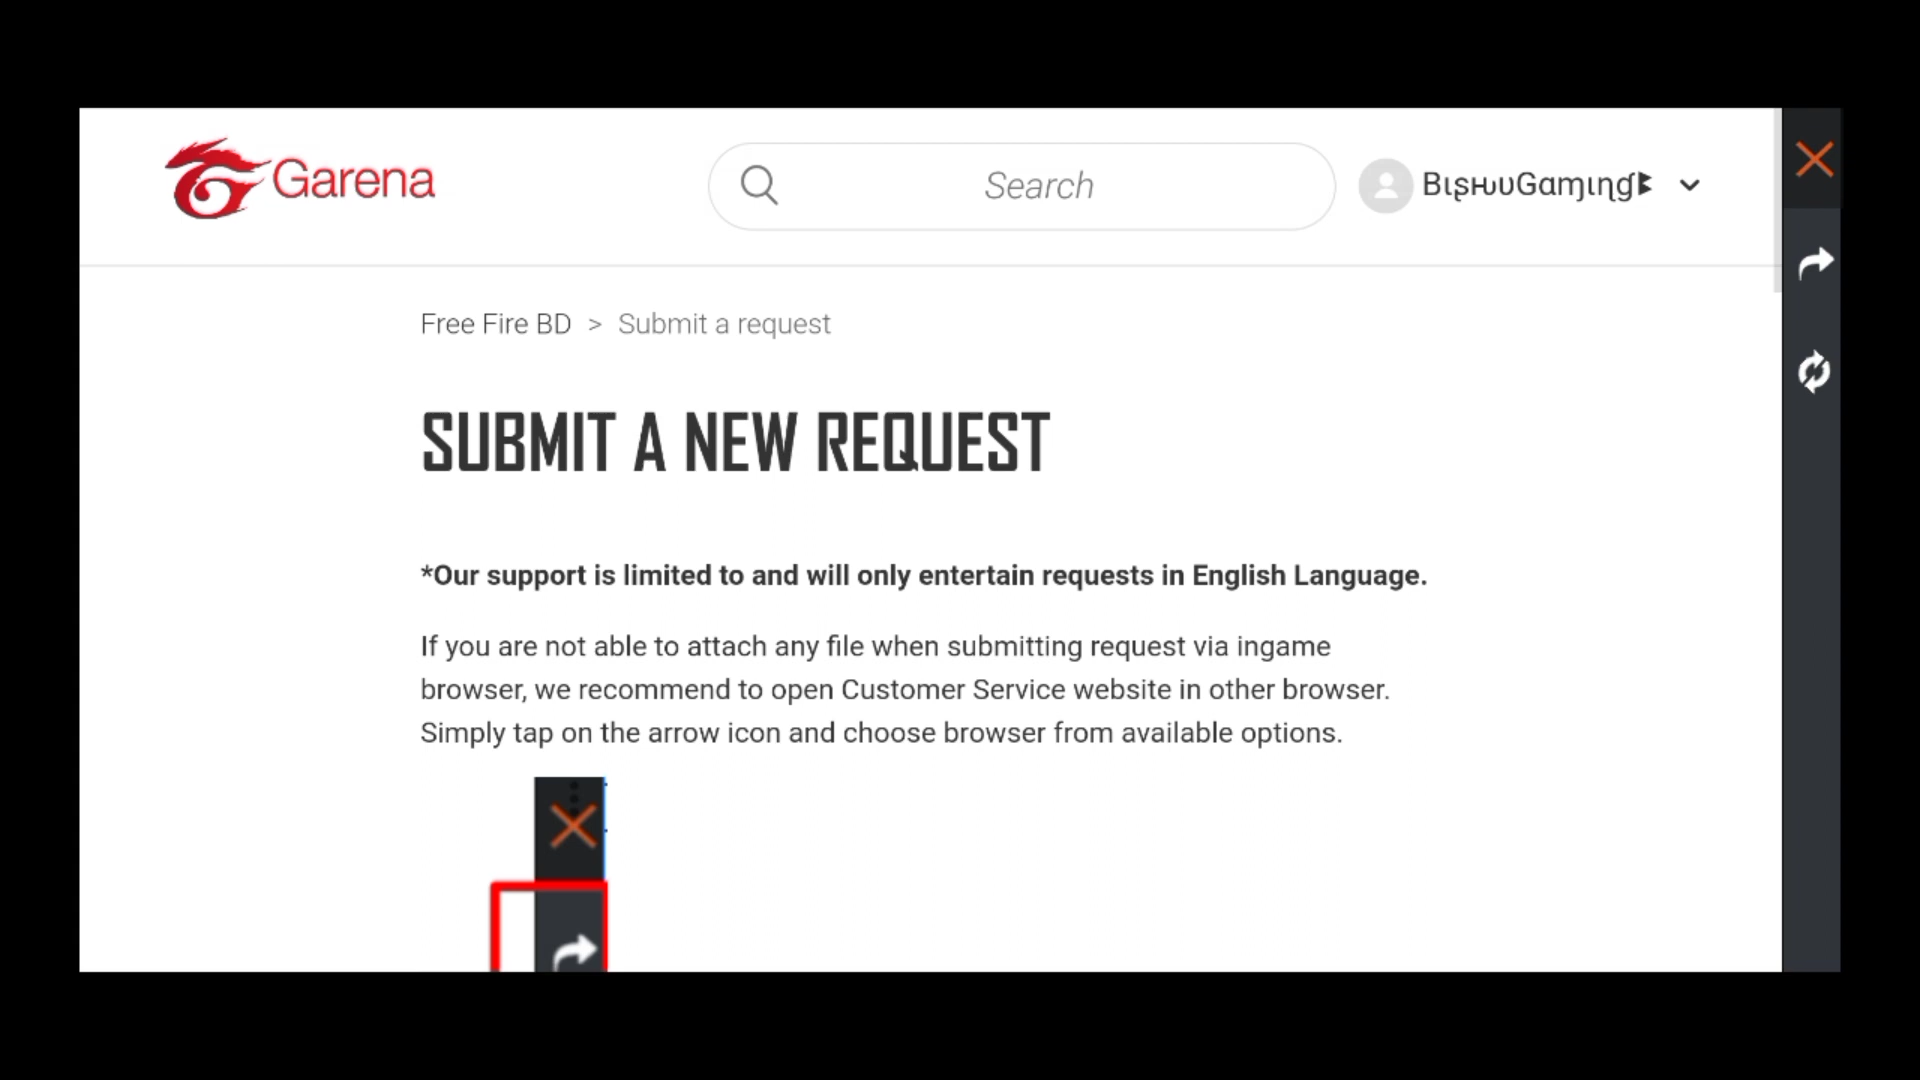 Garena
Search
BιʂнυυGαɱιɳɠ
Free Fire BD > Submit a request
SUBMIT A NEW REQUEST
*Our support is limited to and will only entertain requests in English Language.
If you are not able to attach any file when submitting request via ingame
browser, we recommend to open Customer Service website in other browser.
Simply tap on the arrow icon and choose browser from available options.